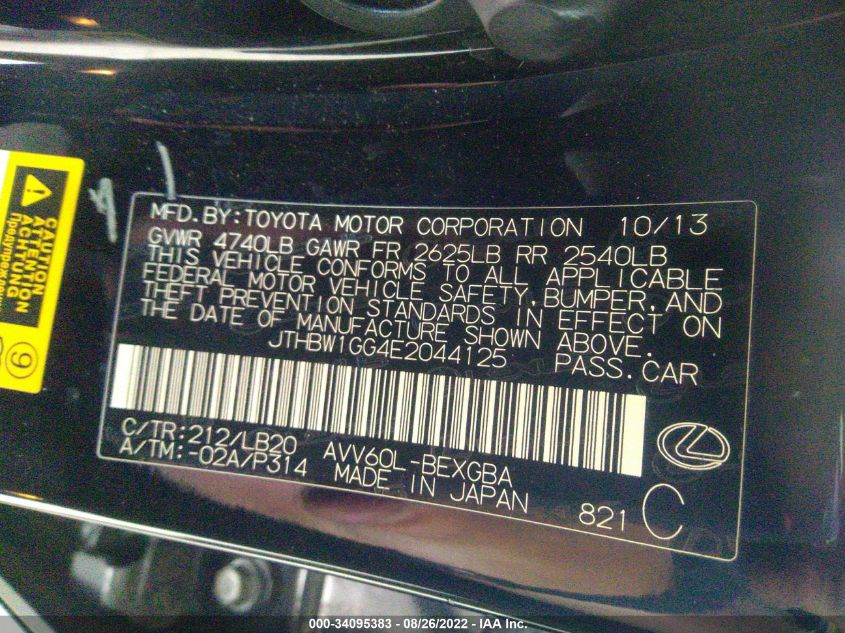 MFD. BY: TOYOTA MOTOR CORPORATION 10/13
GVWR 4740LB GAWR FR 2625LB RR 2540LB
THIS VEHICLE CONFORMS TO ALL APPLICABLE
FEDERAL MOTOR VEHICLE SAFETY, BUMPER, AND
THEFT PREVENTION STANDARDS IN EFFECT ON
THE DATE OF MANUFACTURE SHOWN ABOVE.
JTHBW1GG4E2044125 PASS. CAR
C/TR:212/LB20 AVV60L-BEXGBA
A/TM:-02A/P314 MADE IN JAPAN
821 C
CAUTION
ATTENTION
ACHTUNG
9
000-34095383 - 08/26/2022 - IAA Inc.